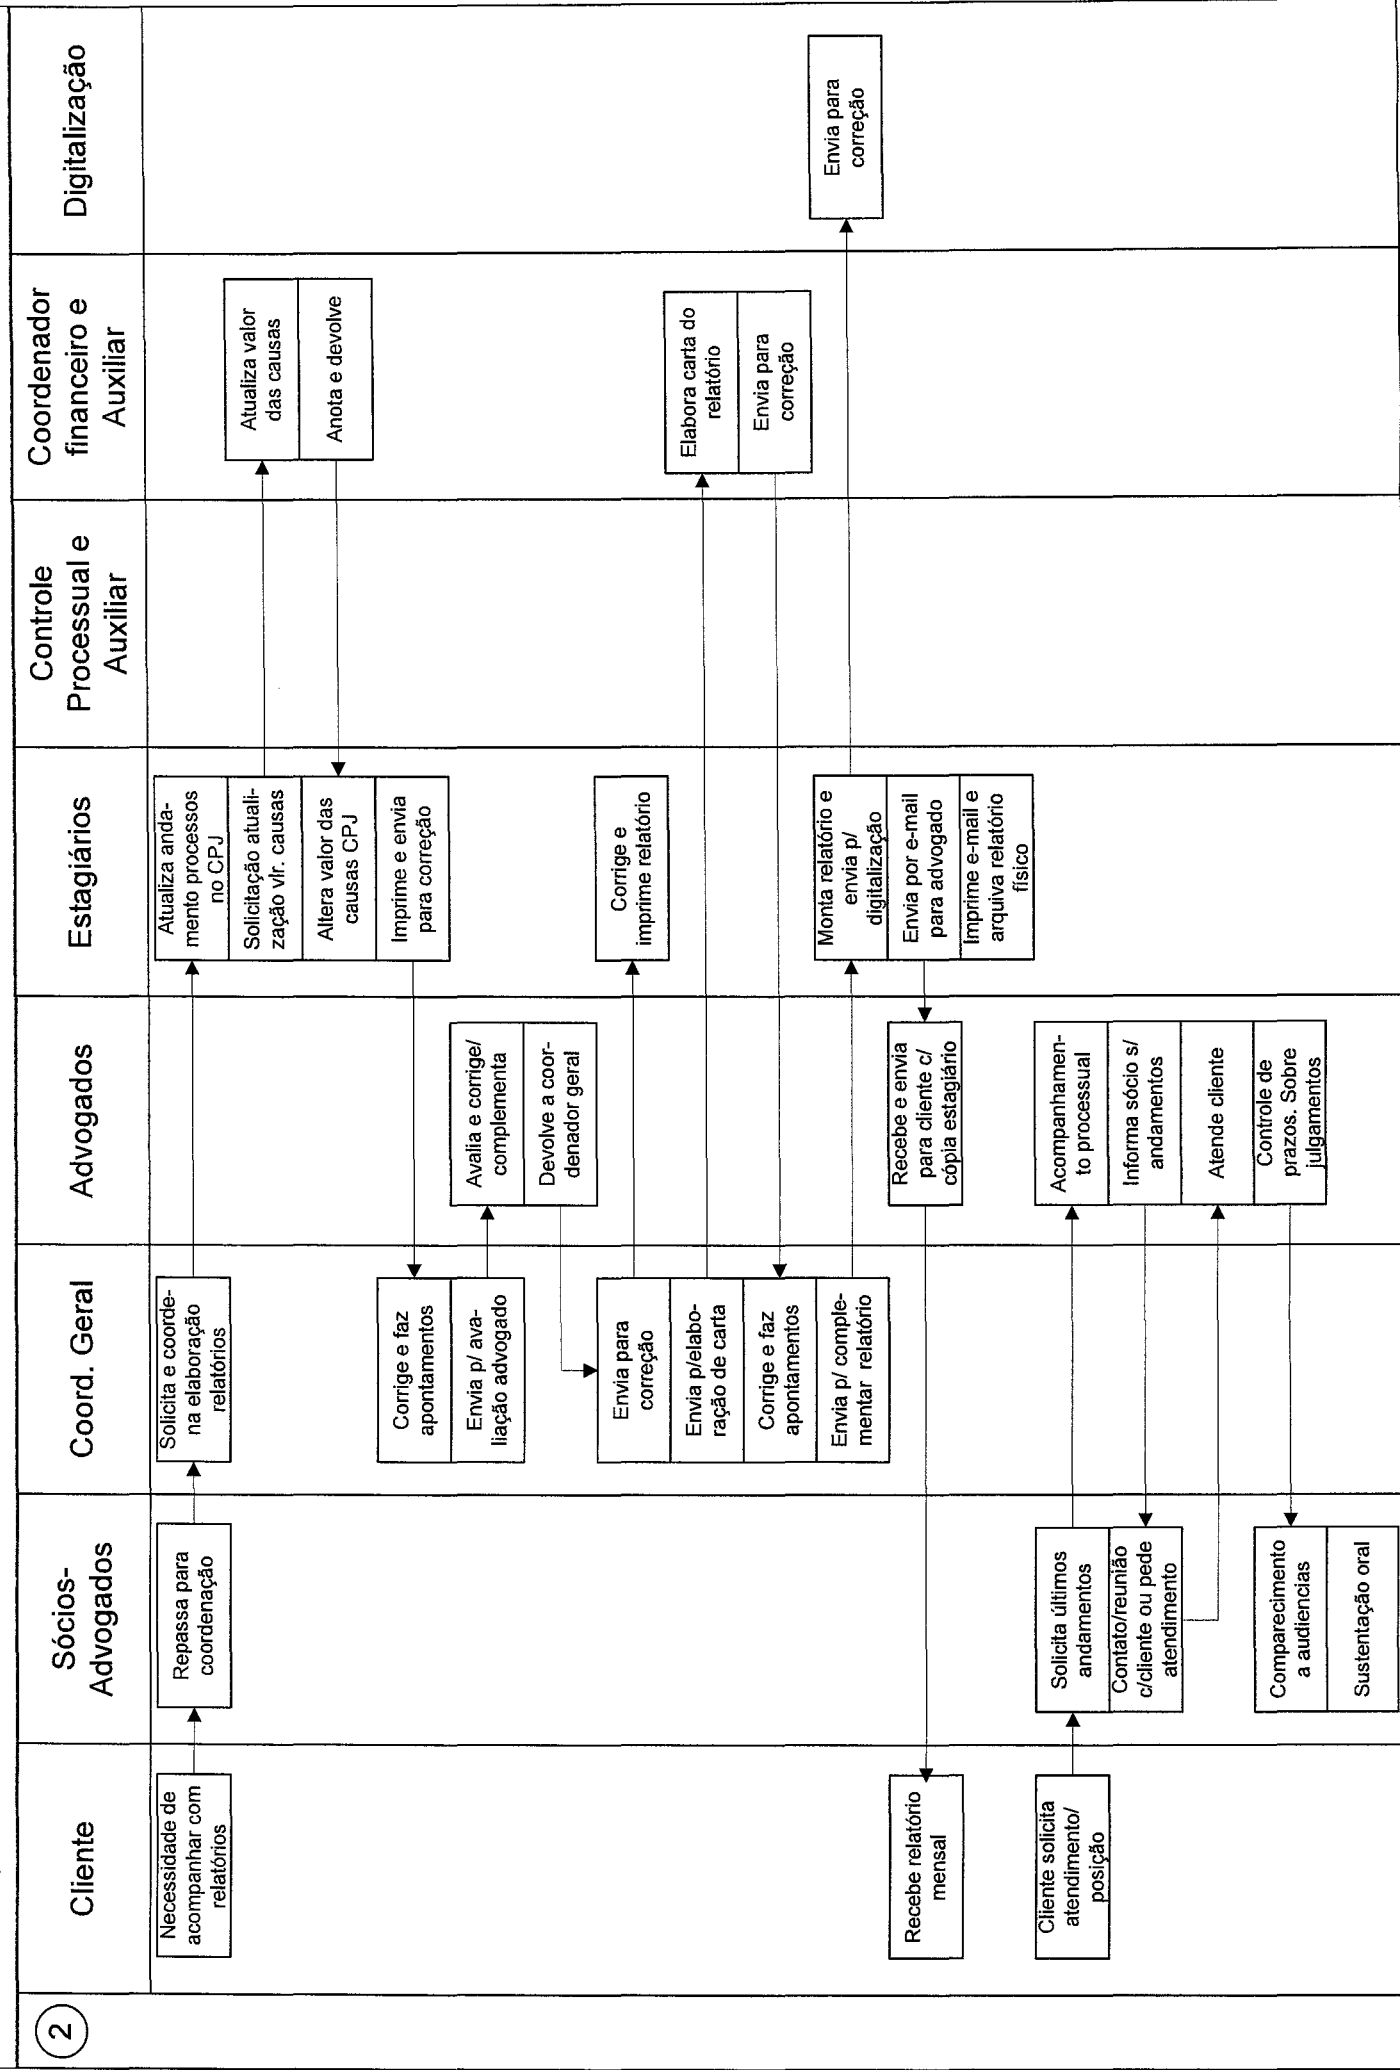 2
Cliente
Sócios-
Advogados
Coord. Geral
Advogados
Estagiários
Controle
Processual e
Auxiliar
Coordenador
financeiro e
Auxiliar
Digitalização
Necessidade de
acompanhar com
relatórios
Repassa para
coordenação
Solicita e coorde-
na elaboração
relatórios
Atualiza anda-
mento processos
no CPJ
Solicitação atuali-
zação vlr. causas
Atualiza valor
das causas
Anota e devolve
Altera valor das
causas CPJ
Imprime e envia
para correção
Corrige e faz
apontamentos
Envia p/ ava-
liação advogado
Avalia e corrige/
complementa
Devolve a coor-
denador geral
Envia para
correção
Corrige e
imprime relatório
Envia p/elabo-
ração de carta
Elabora carta do
relatório
Envia para
correção
Corrige e faz
apontamentos
Envia p/ comple-
mentar relatório
Monta relatório e
envia p/
digitalização
Envia para
correção
Envia por e-mail
para advogado
Imprime e-mail e
arquiva relatório
físico
Recebe e envia
para cliente c/
cópia estagiário
Recebe relatório
mensal
Cliente solicita
atendimento/
posição
Solicita últimos
andamentos
Acompanhamen-
to processual
Informa sócio s/
andamentos
Contato/reunião
c/cliente ou pede
atendimento
Atende cliente
Controle de
prazos. Sobre
julgamentos
Comparecimento
a audiencias
Sustentação oral